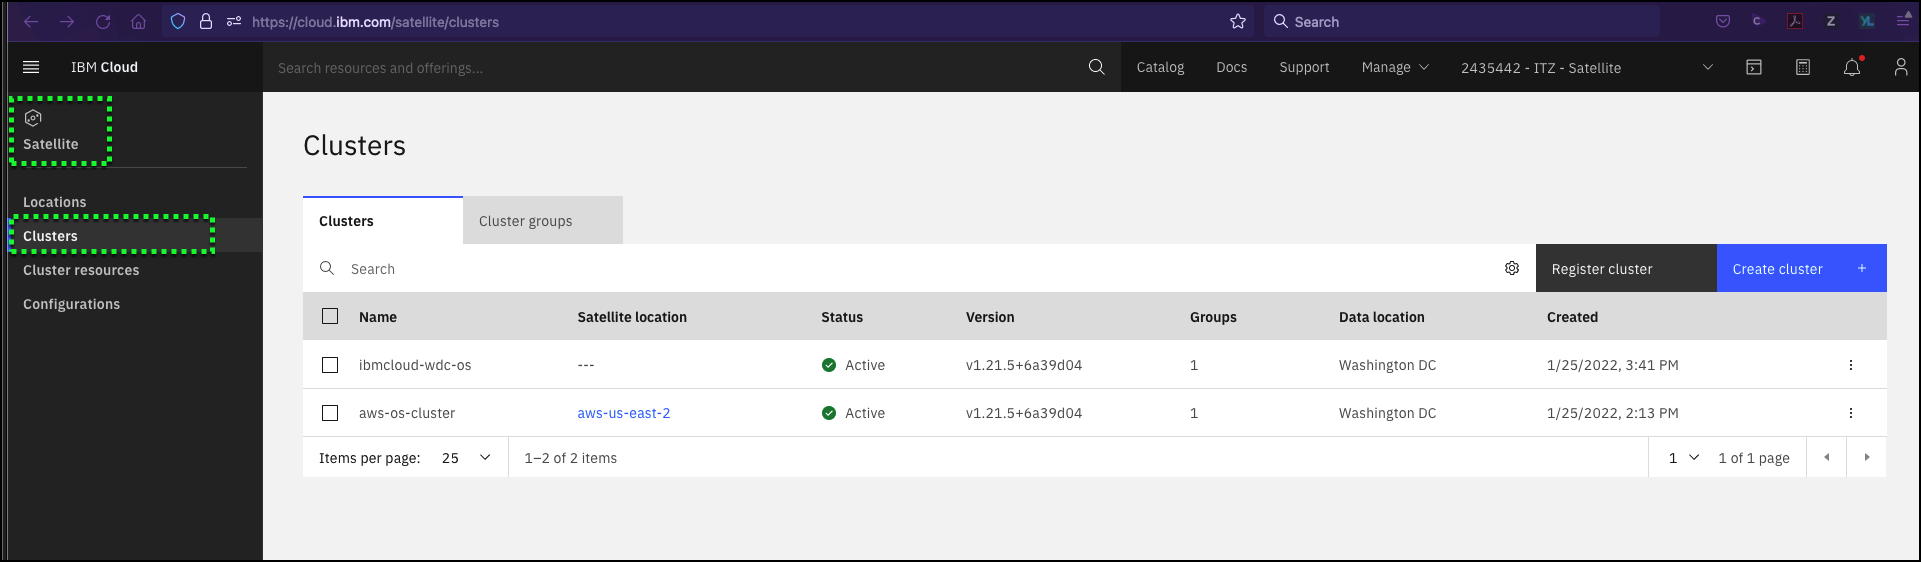 https://cloud.ibm.com/satellite/clusters
Search
IBM Cloud
Search resources and offerings...
Catalog
Docs
Support
Manage
2435442 - ITZ - Satellite
Satellite
Locations
Clusters
Cluster resources
Configurations
Clusters
Clusters
Cluster groups
Search
Register cluster
Create cluster +
Name Satellite location Status Version Groups Data location Created
ibmcloud-wdc-os --- Active v1.21.5+6a39d04 1 Washington DC 1/25/2022, 3:41 PM
aws-os-cluster aws-us-east-2 Active v1.21.5+6a39d04 1 Washington DC 1/25/2022, 2:13 PM
Items per page: 25 1–2 of 2 items 1 1 of 1 page